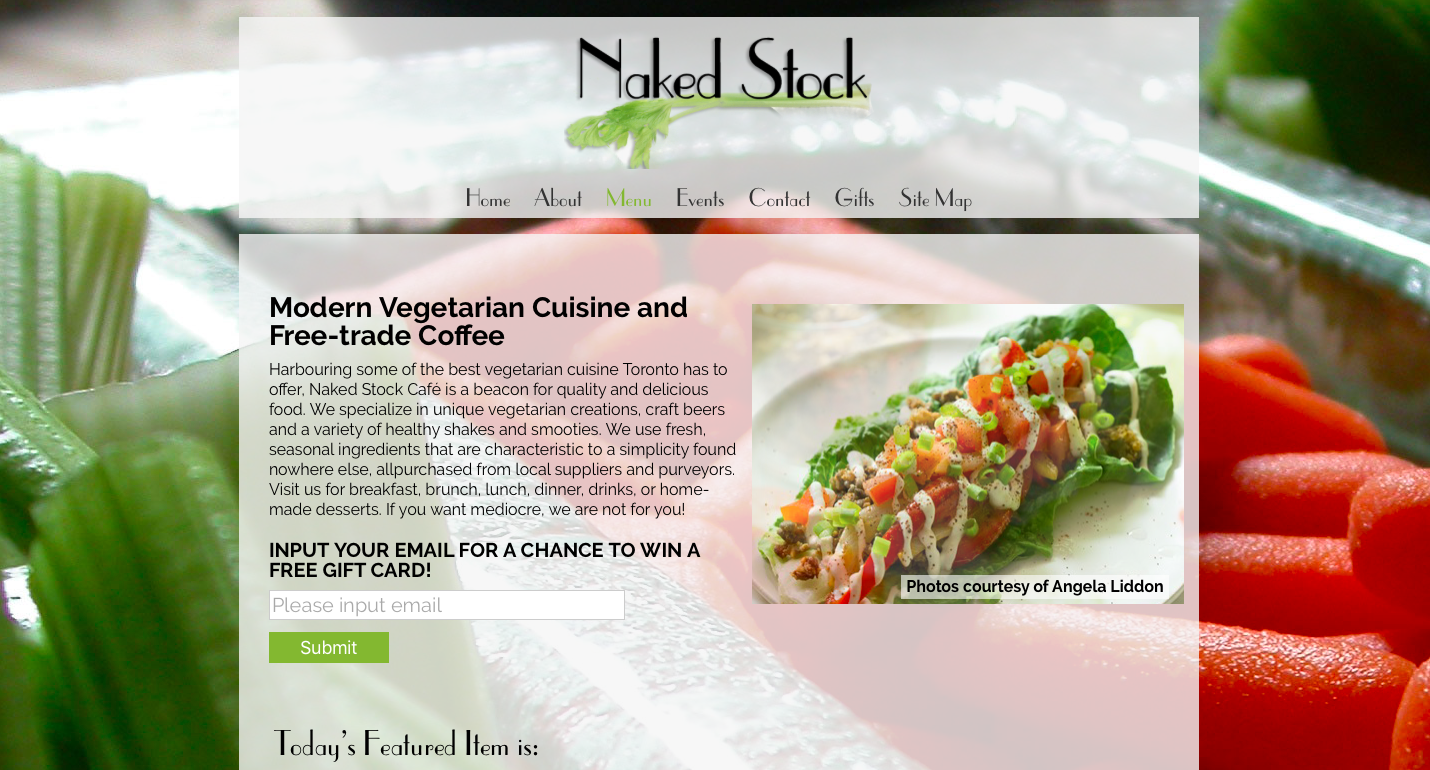 Naked Stock
Home About Menu Events Contact Gifts Site Map
Modern Vegetarian Cuisine and
Free-trade Coffee
Harbouring some of the best vegetarian cuisine Toronto has to
offer, Naked Stock Café is a beacon for quality and delicious
food. We specialize in unique vegetarian creations, craft beers
and a variety of healthy shakes and smooties. We use fresh,
seasonal ingredients that are characteristic to a simplicity found
nowhere else, allpurchased from local suppliers and purveyors.
Visit us for breakfast, brunch, lunch, dinner, drinks, or home-
made desserts. If you want mediocre, we are not for you!
INPUT YOUR EMAIL FOR A CHANCE TO WIN A
FREE GIFT CARD!
Please input email
Submit
Photos courtesy of Angela Liddon
Today's Featured Item is: